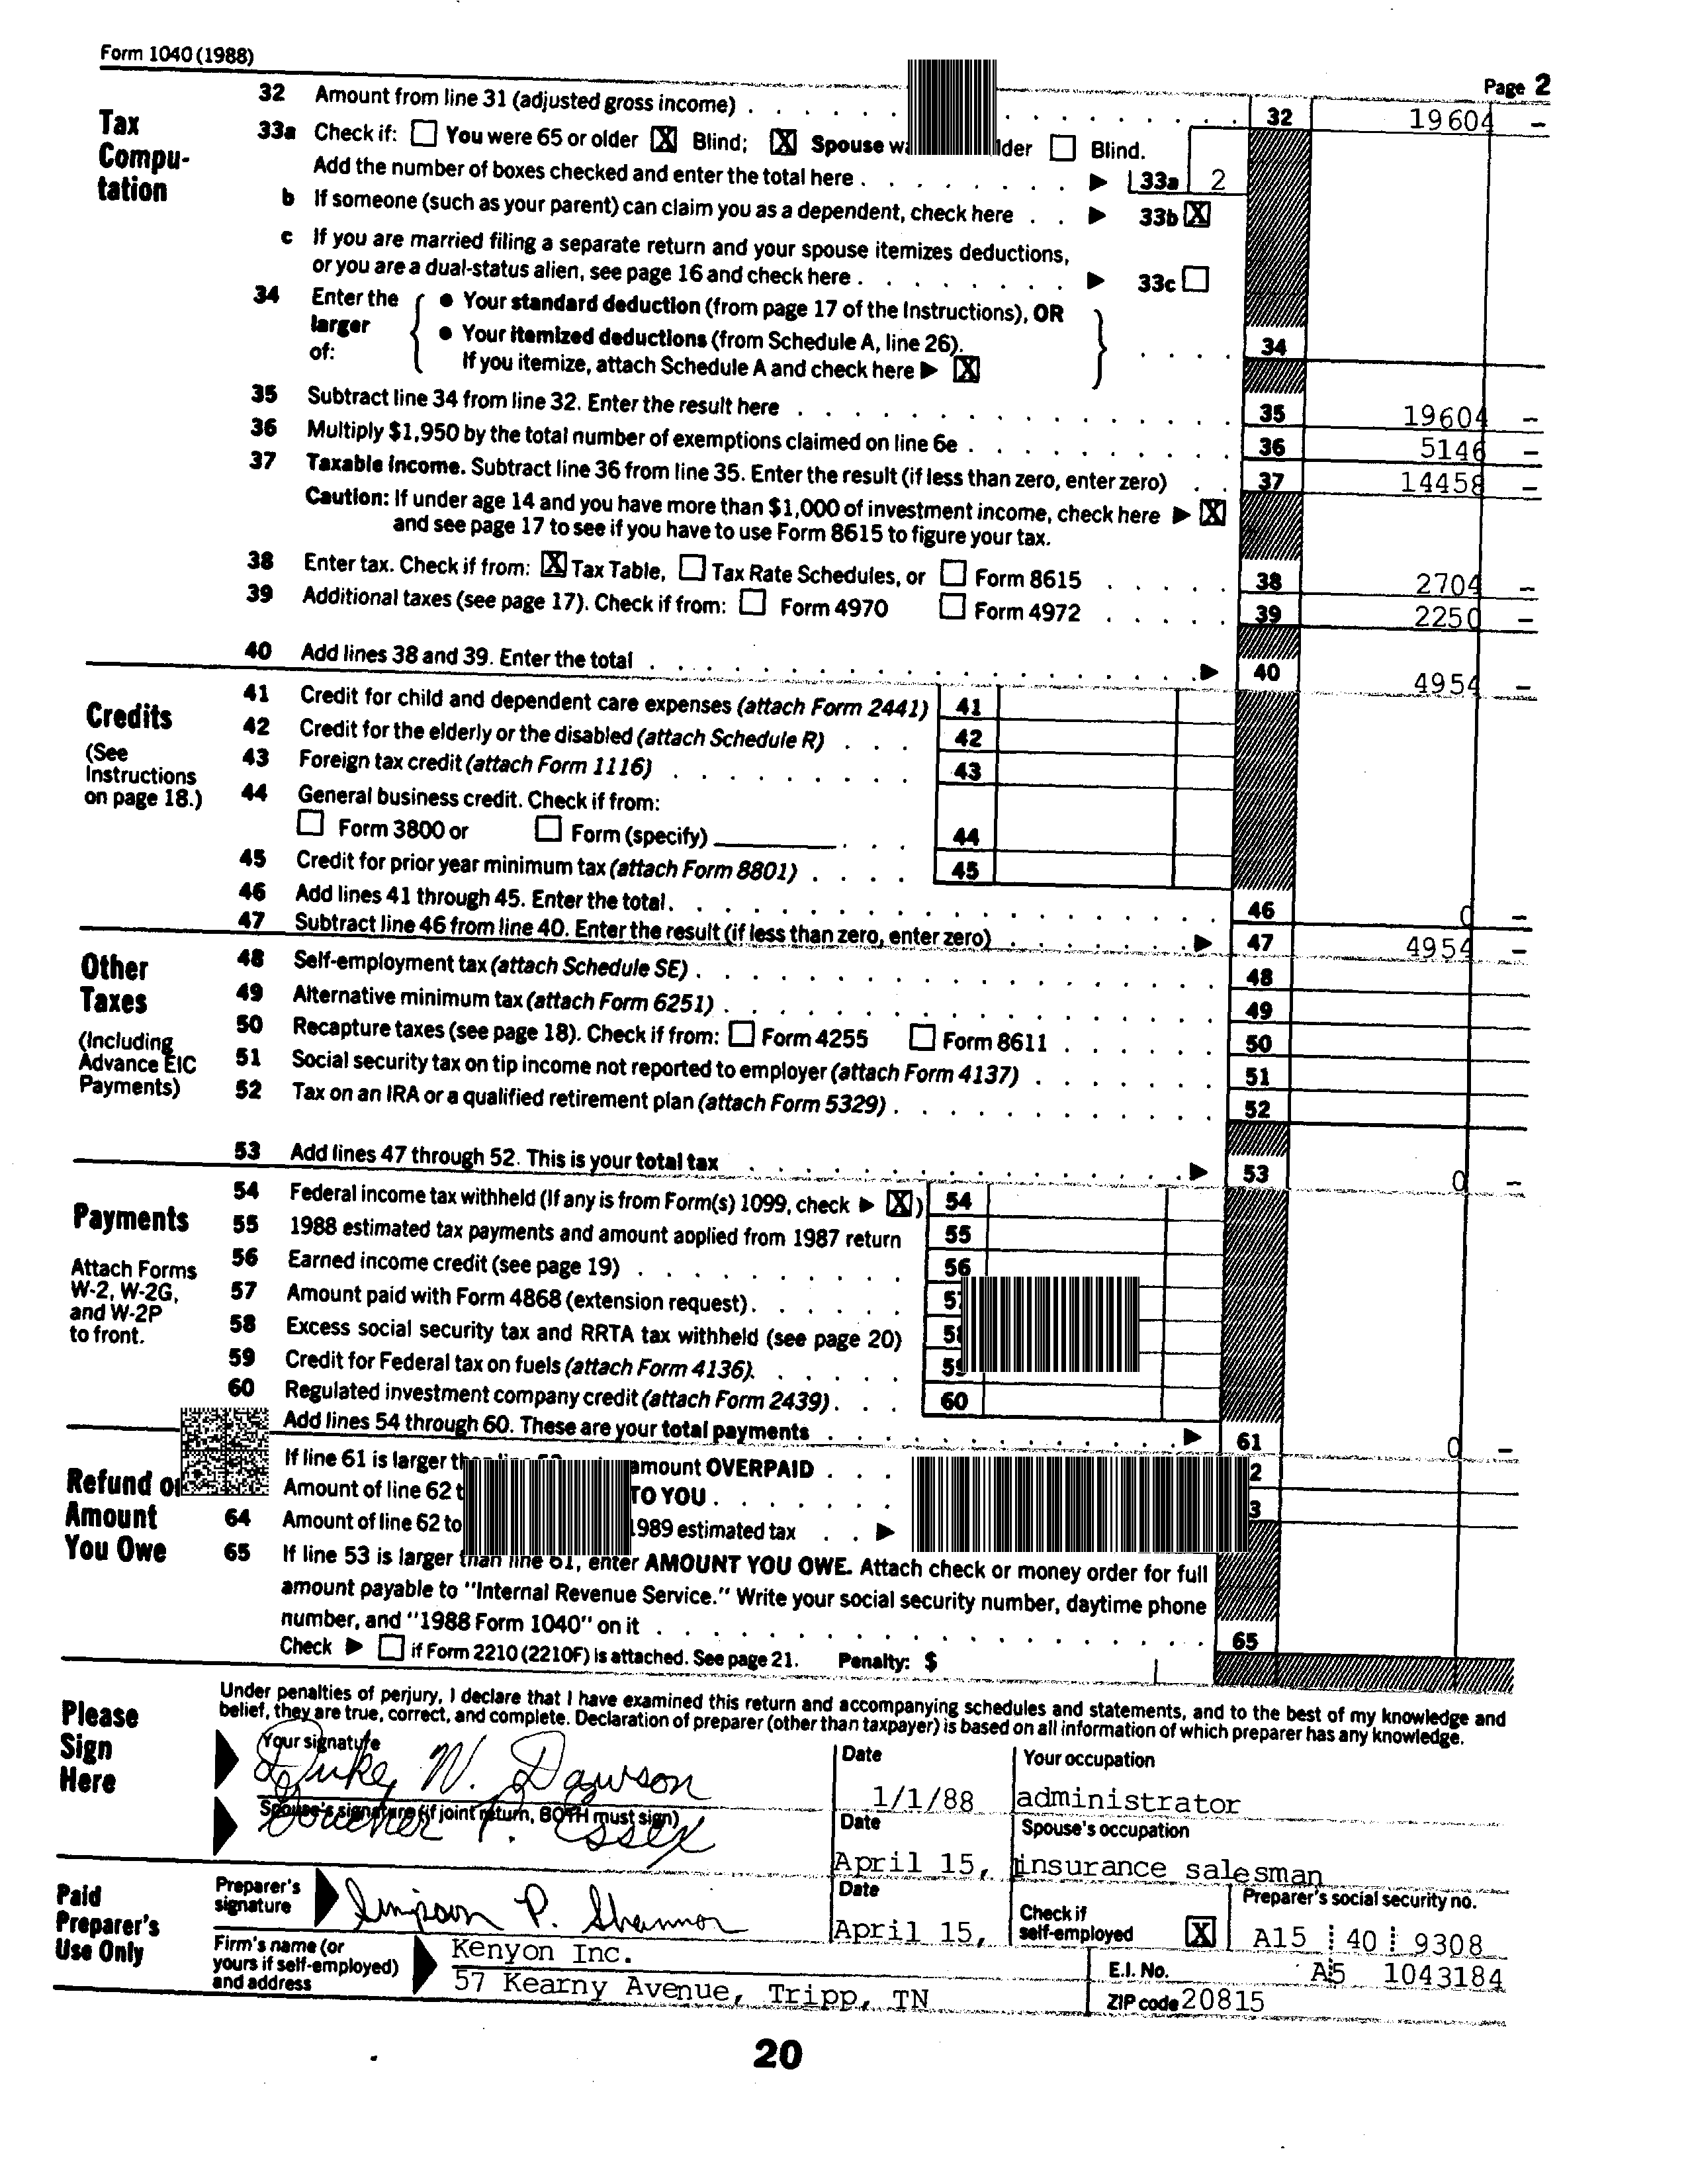 Form 1040 (1988)
Page 2
Tax Computation
32 Amount from line 31 (adjusted gross income) 32 19604 –
33a Check if: You were 65 or older X Blind; X Spouse lder Blind.
Add the number of boxes checked and enter the total here 33a 2
b If someone (such as your parent) can claim you as a dependent, check here 33b X
c If you are married filing a separate return and your spouse itemizes deductions,
or you are a dual-status alien, see page 16 and check here 33c
34 Enter the larger of:
• Your standard deduction (from page 17 of the Instructions), OR
• Your itemized deductions (from Schedule A, line 26).
If you itemize, attach Schedule A and check here X 34
35 Subtract line 34 from line 32. Enter the result here 35 19604 –
36 Multiply $1,950 by the total number of exemptions claimed on line 6e 36 5146 –
37 Taxable income. Subtract line 36 from line 35. Enter the result (if less than zero, enter zero) 37 14458 –
Caution: If under age 14 and you have more than $1,000 of investment income, check here X
and see page 17 to see if you have to use Form 8615 to figure your tax.
38 Enter tax. Check if from: X Tax Table, Tax Rate Schedules, or Form 8615 38 2704 –
39 Additional taxes (see page 17). Check if from: Form 4970 Form 4972 39 2250 –
40 Add lines 38 and 39. Enter the total 40 4954 –
Credits
(See Instructions on page 18.)
41 Credit for child and dependent care expenses (attach Form 2441) 41
42 Credit for the elderly or the disabled (attach Schedule R) 42
43 Foreign tax credit (attach Form 1116) 43
44 General business credit. Check if from:
Form 3800 or Form (specify) 44
45 Credit for prior year minimum tax (attach Form 8801) 45
46 Add lines 41 through 45. Enter the total 46 0 –
47 Subtract line 46 from line 40. Enter the result (if less than zero, enter zero) 47 4954 –
Other Taxes
(Including Advance EIC Payments)
48 Self-employment tax (attach Schedule SE) 48
49 Alternative minimum tax (attach Form 6251) 49
50 Recapture taxes (see page 18). Check if from: Form 4255 Form 8611 50
51 Social security tax on tip income not reported to employer (attach Form 4137) 51
52 Tax on an IRA or a qualified retirement plan (attach Form 5329) 52
53 Add lines 47 through 52. This is your total tax 53 0 –
Payments
Attach Forms W-2, W-2G, and W-2P to front.
54 Federal income tax withheld (If any is from Form(s) 1099, check X) 54
55 1988 estimated tax payments and amount applied from 1987 return 55
56 Earned income credit (see page 19) 56
57 Amount paid with Form 4868 (extension request) 5
58 Excess social security tax and RRTA tax withheld (see page 20) 5
59 Credit for Federal tax on fuels (attach Form 4136) 59
60 Regulated investment company credit (attach Form 2439) 60
Add lines 54 through 60. These are your total payments 61 0 –
Refund or Amount You Owe
If line 61 is larger amount OVERPAID 2
Amount of line 62 TO YOU 3
64 Amount of line 62 to 1989 estimated tax
65 If line 53 is larger than line 61, enter AMOUNT YOU OWE. Attach check or money order for full
amount payable to "Internal Revenue Service." Write your social security number, daytime phone
number, and "1988 Form 1040" on it 65
Check if Form 2210 (2210F) is attached. See page 21. Penalty: $
Please Sign Here
Under penalties of perjury, I declare that I have examined this return and accompanying schedules and statements, and to the best of my knowledge and
belief, they are true, correct, and complete. Declaration of preparer (other than taxpayer) is based on all information of which preparer has any knowledge.
Your signature Date Your occupation
Duke W. Dawson 1/1/88 administrator
Spouse's signature (if joint return, BOTH must sign) Date Spouse's occupation
P. Essex April 15, insurance salesman
Paid Preparer's Use Only
Preparer's signature Simpson P. Shannor Date April 15, Check if self-employed X Preparer's social security no. A15 40 9308
Firm's name (or yours if self-employed) and address
Kenyon Inc. E.I. No. A5 1043184
57 Kearny Avenue, Tripp, TN ZIP code 20815
20